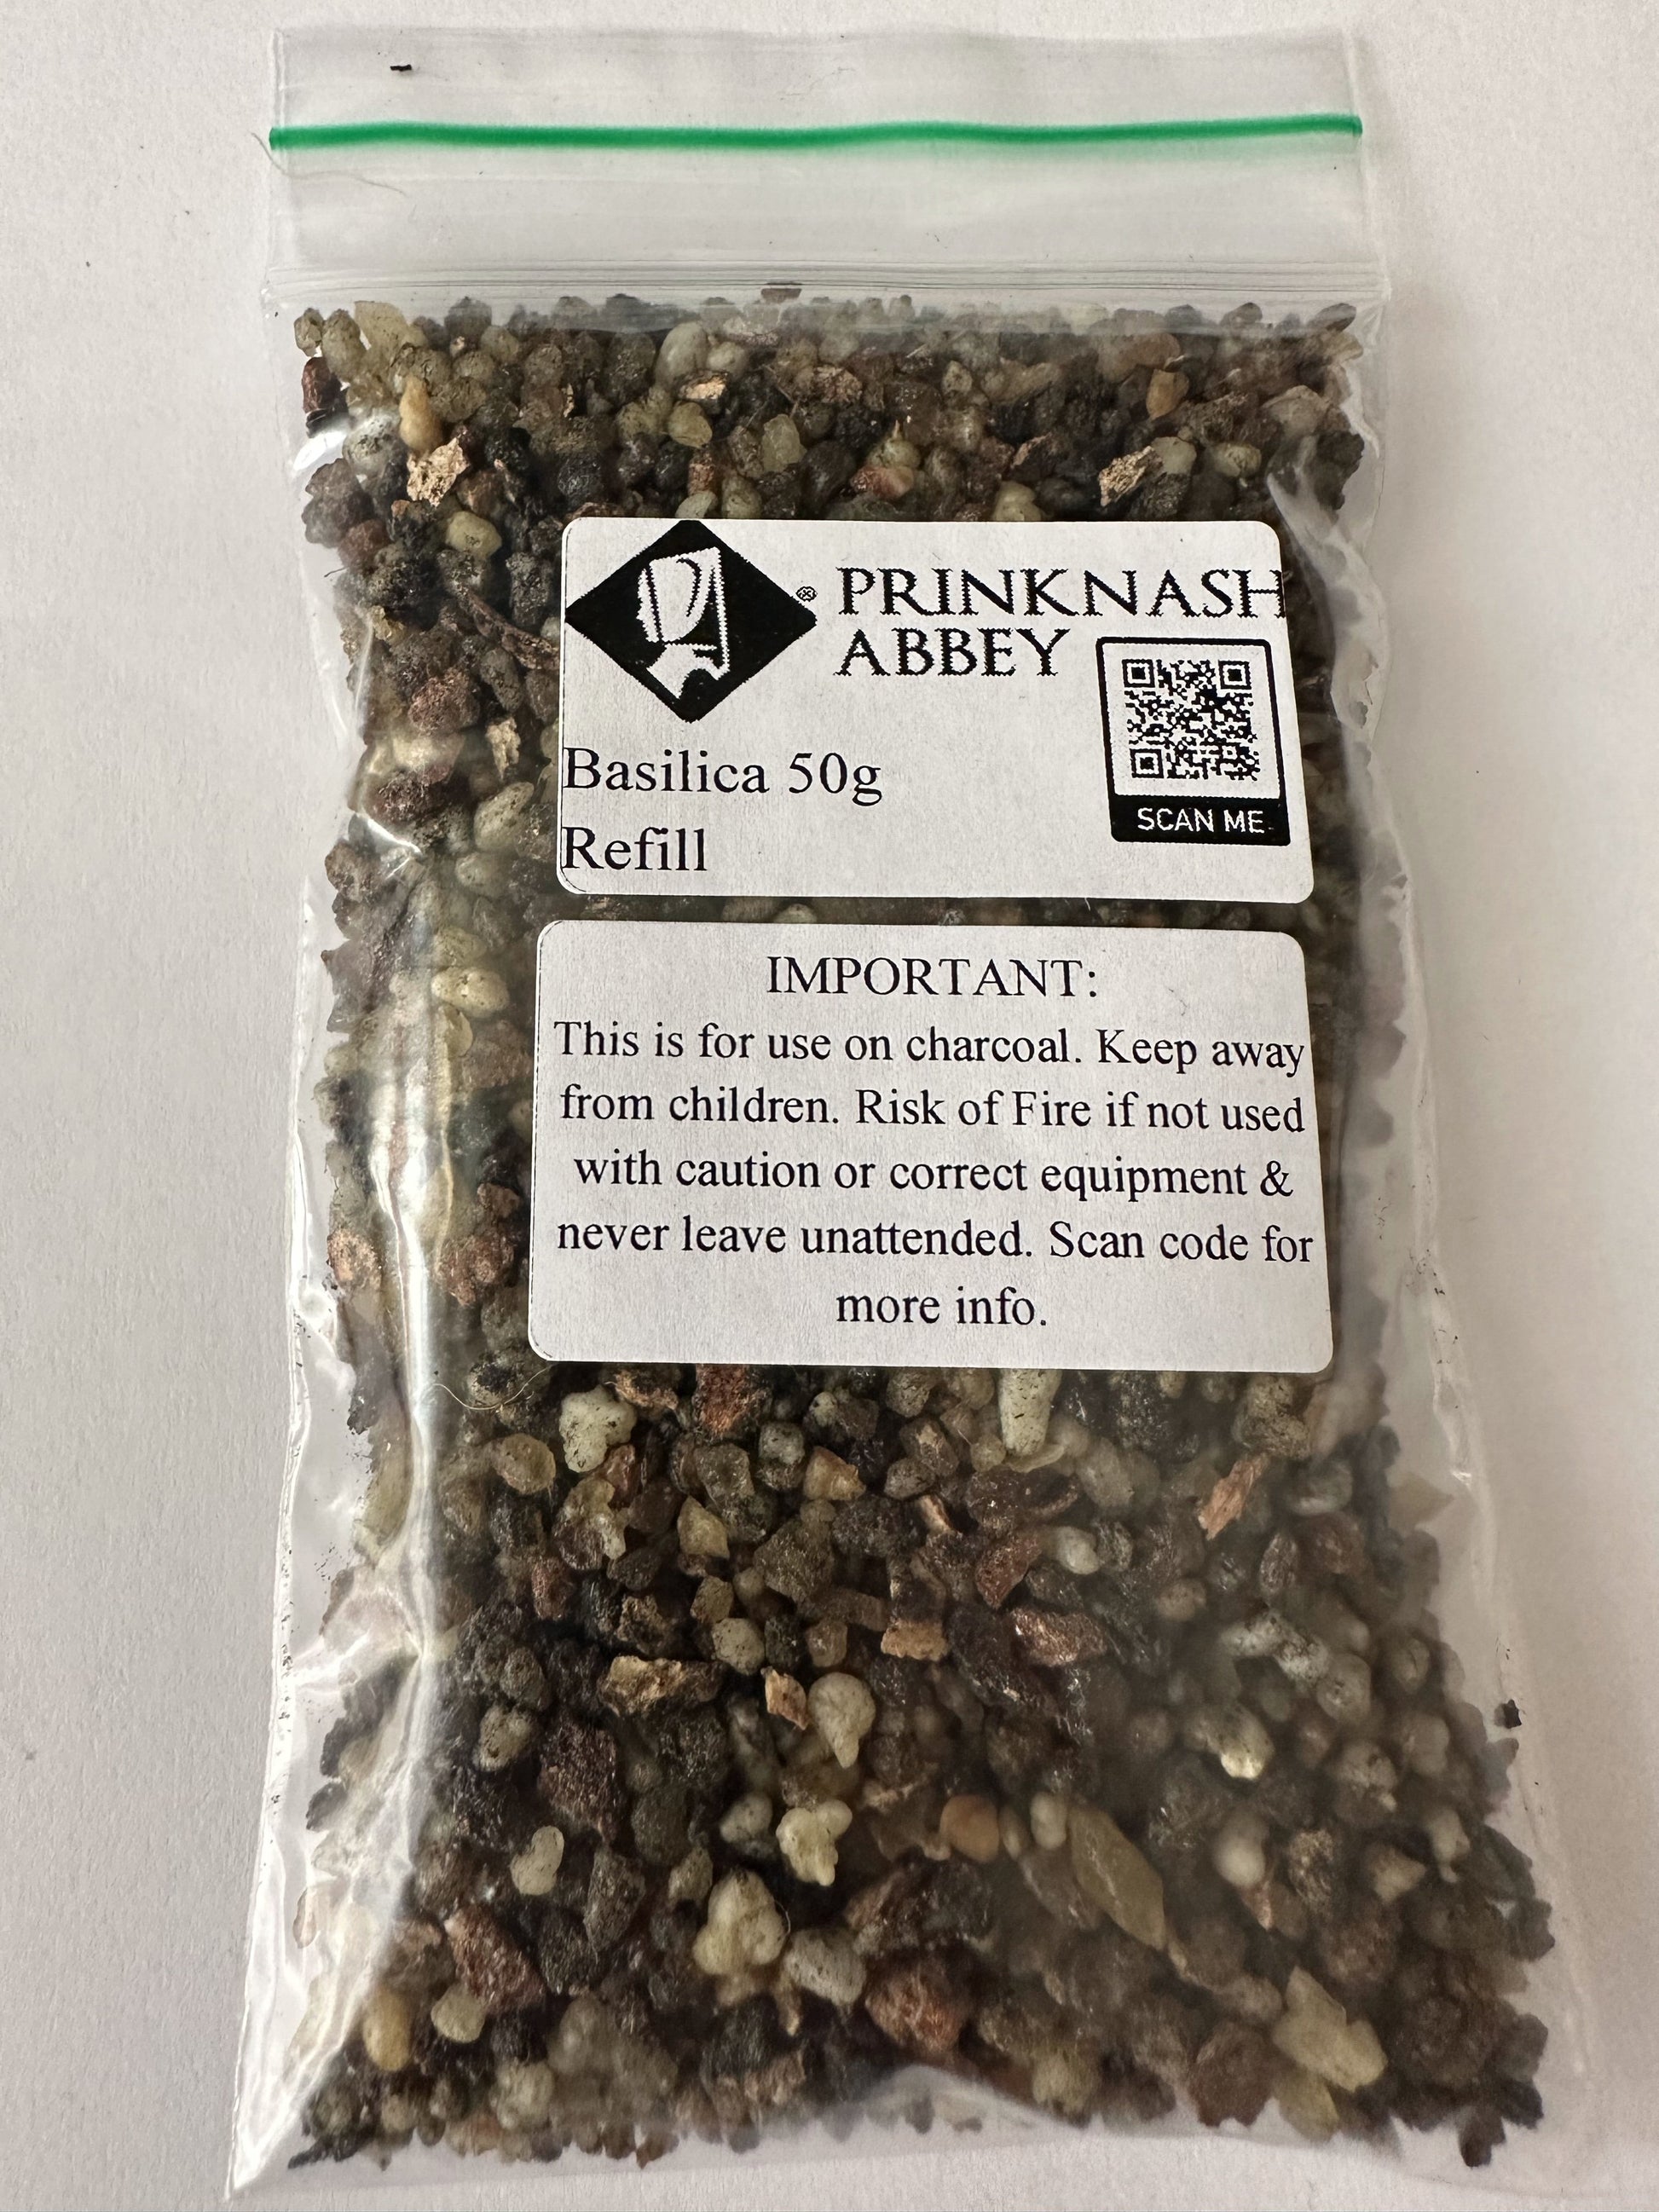 PRINKNASH
ABBEY
Basilica 50g
Refill
SCAN ME
IMPORTANT:
This is for use on charcoal. Keep away
from children. Risk of Fire if not used
with caution or correct equipment &
never leave unattended. Scan code for
more info.